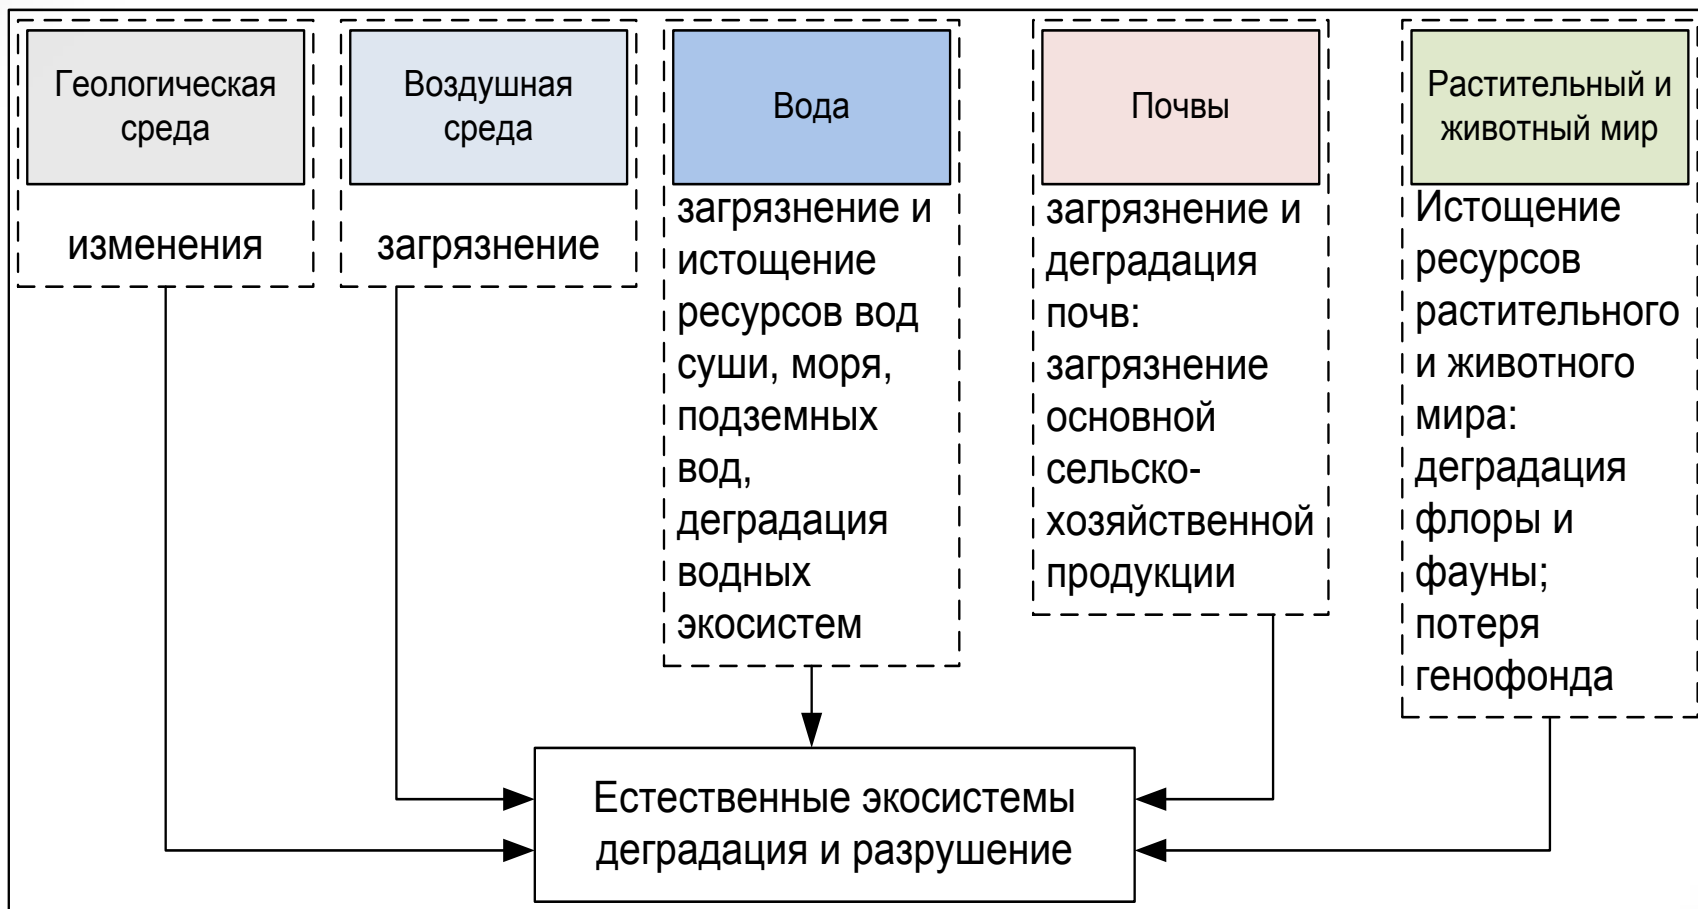 Геологическая
среда
изменения
Воздушная
среда
загрязнение
Вода
загрязнение и
истощение
ресурсов вод
суши, моря,
подземных
вод,
деградация
водных
экосистем
Почвы
загрязнение и
деградация
почв:
загрязнение
основной
сельско-
хозяйственной
продукции
Растительный и
животный мир
Истощение
ресурсов
растительного
и животного
мира:
деградация
флоры и
фауны;
потеря
генофонда
Естественные экосистемы
деградация и разрушение